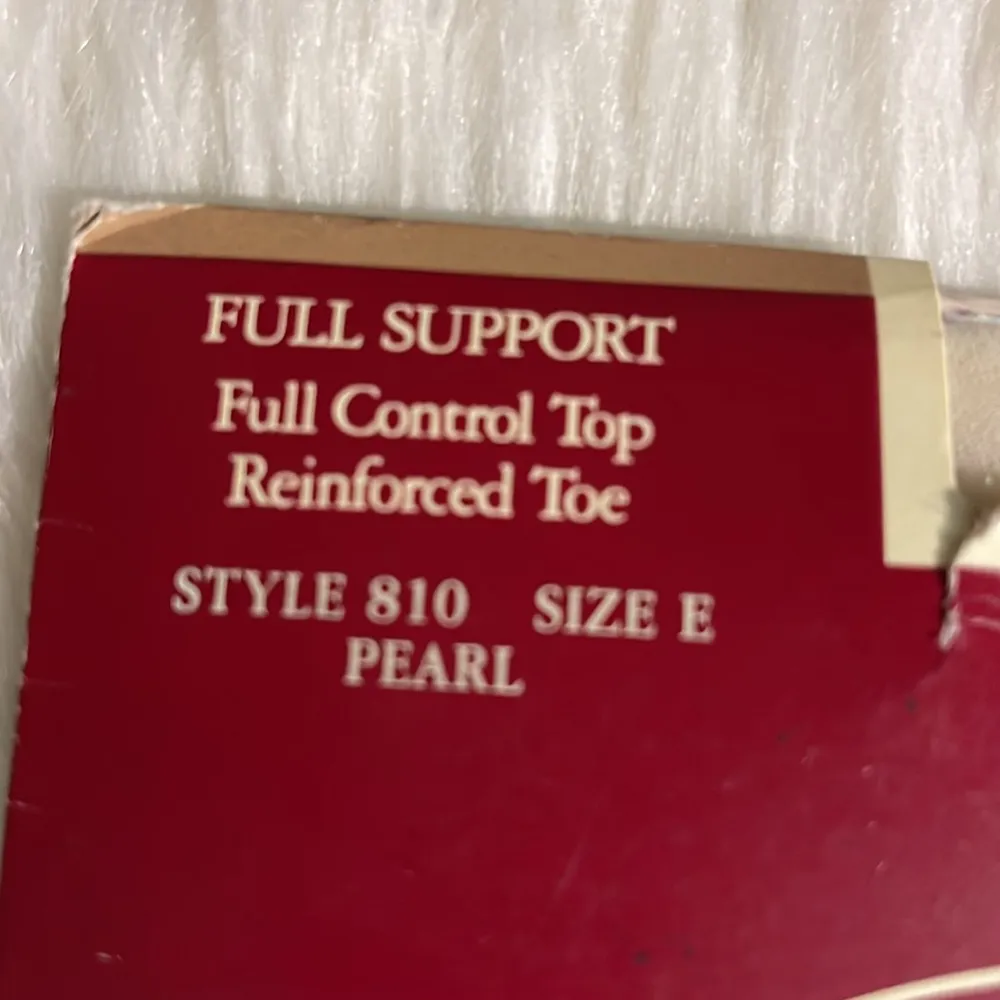 FULL SUPPORT
Full Control Top
Reinforced Toe
STYLE 810 SIZE E
PEARL